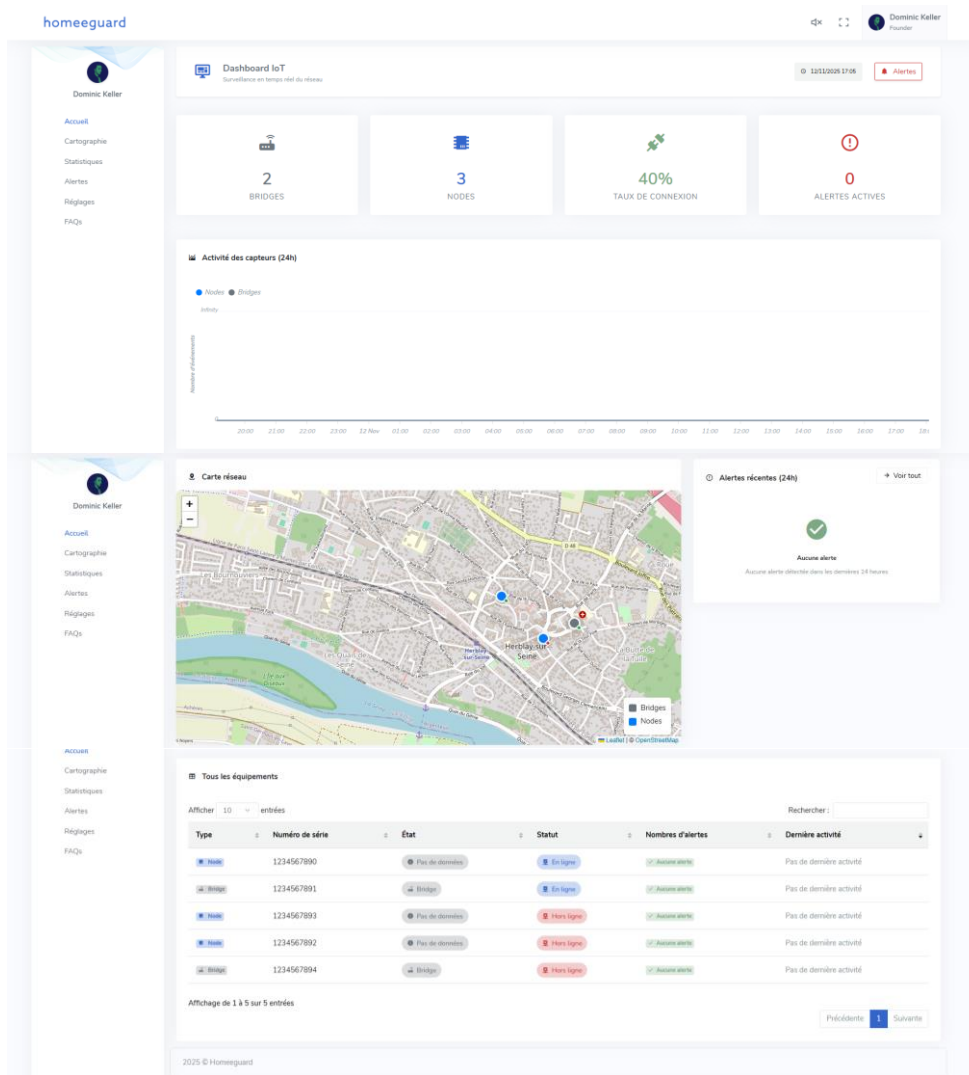 homeeguard
Dominic Keller
Founder
Dominic Keller
Accueil
Cartographie
Statistiques
Alertes
Réglages
FAQs
Dashboard IoT
Surveillance en temps réel du réseau
12/11/2025 17:05
Alertes
2
BRIDGES
3
NODES
40%
TAUX DE CONNEXION
0
ALERTES ACTIVES
Activité des capteurs (24h)
Nodes Bridges
Infinity
Nombre d'événements
0
20:00 21:00 22:00 23:00 12 Nov 01:00 02:00 03:00 04:00 05:00 06:00 07:00 08:00 09:00 10:00 11:00 12:00 13:00 14:00 15:00 16:00 17:00
Dominic Keller
Accueil
Cartographie
Statistiques
Alertes
Réglages
FAQs
Carte réseau
+
−
D 48
Herblay-sur-
Seine
Herblay
sur-Seine
Les Quais de
Seine
Bridges
Nodes
Leaflet | © OpenStreetMap
Alertes récentes (24h)
Voir tout
Aucune alerte
Aucune alerte détectée dans les dernières 24 heures
Accueil
Cartographie
Statistiques
Alertes
Réglages
FAQs
Tous les équipements
Afficher 10 entrées
Rechercher :
Type Numéro de série État Statut Nombres d'alertes Dernière activité
Node 1234567890 Pas de données En ligne Aucune alerte Pas de dernière activité
Bridge 1234567891 Bridge En ligne Aucune alerte Pas de dernière activité
Node 1234567893 Pas de données Hors ligne Aucune alerte Pas de dernière activité
Node 1234567892 Pas de données Hors ligne Aucune alerte Pas de dernière activité
Bridge 1234567894 Bridge Hors ligne Aucune alerte Pas de dernière activité
Affichage de 1 à 5 sur 5 entrées
Précédente 1 Suivante
2025 © Homeeguard